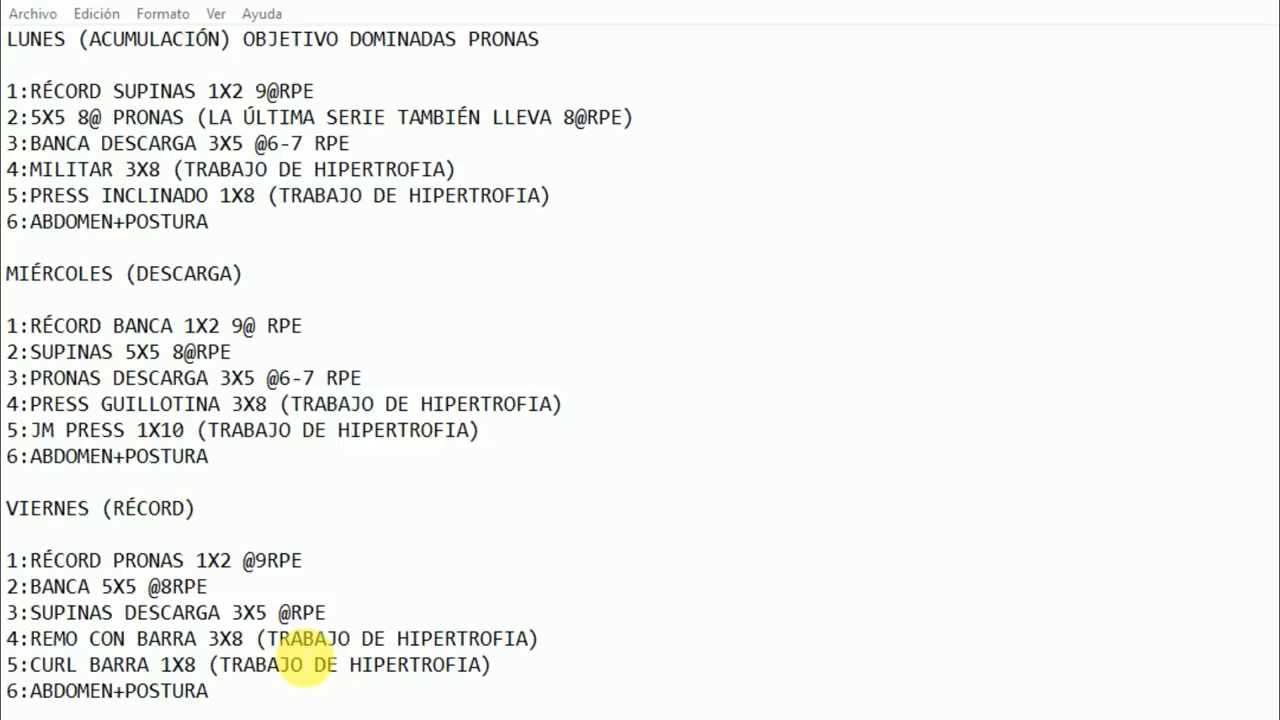 Archivo Edición Formato Ver Ayuda
LUNES (ACUMULACIÓN) OBJETIVO DOMINADAS PRONAS
1:RÉCORD SUPINAS 1X2 9@RPE
2:5X5 8@ PRONAS (LA ÚLTIMA SERIE TAMBIÉN LLEVA 8@RPE)
3:BANCA DESCARGA 3X5 @6-7 RPE
4:MILITAR 3X8 (TRABAJO DE HIPERTROFIA)
5:PRESS INCLINADO 1X8 (TRABAJO DE HIPERTROFIA)
6:ABDOMEN+POSTURA
MIÉRCOLES (DESCARGA)
1:RÉCORD BANCA 1X2 9@ RPE
2:SUPINAS 5X5 8@RPE
3:PRONAS DESCARGA 3X5 @6-7 RPE
4:PRESS GUILLOTINA 3X8 (TRABAJO DE HIPERTROFIA)
5:JM PRESS 1X10 (TRABAJO DE HIPERTROFIA)
6:ABDOMEN+POSTURA
VIERNES (RÉCORD)
1:RÉCORD PRONAS 1X2 @9RPE
2:BANCA 5X5 @8RPE
3:SUPINAS DESCARGA 3X5 @RPE
4:REMO CON BARRA 3X8 (TRABAJO DE HIPERTROFIA)
5:CURL BARRA 1X8 (TRABAJO DE HIPERTROFIA)
6:ABDOMEN+POSTURA